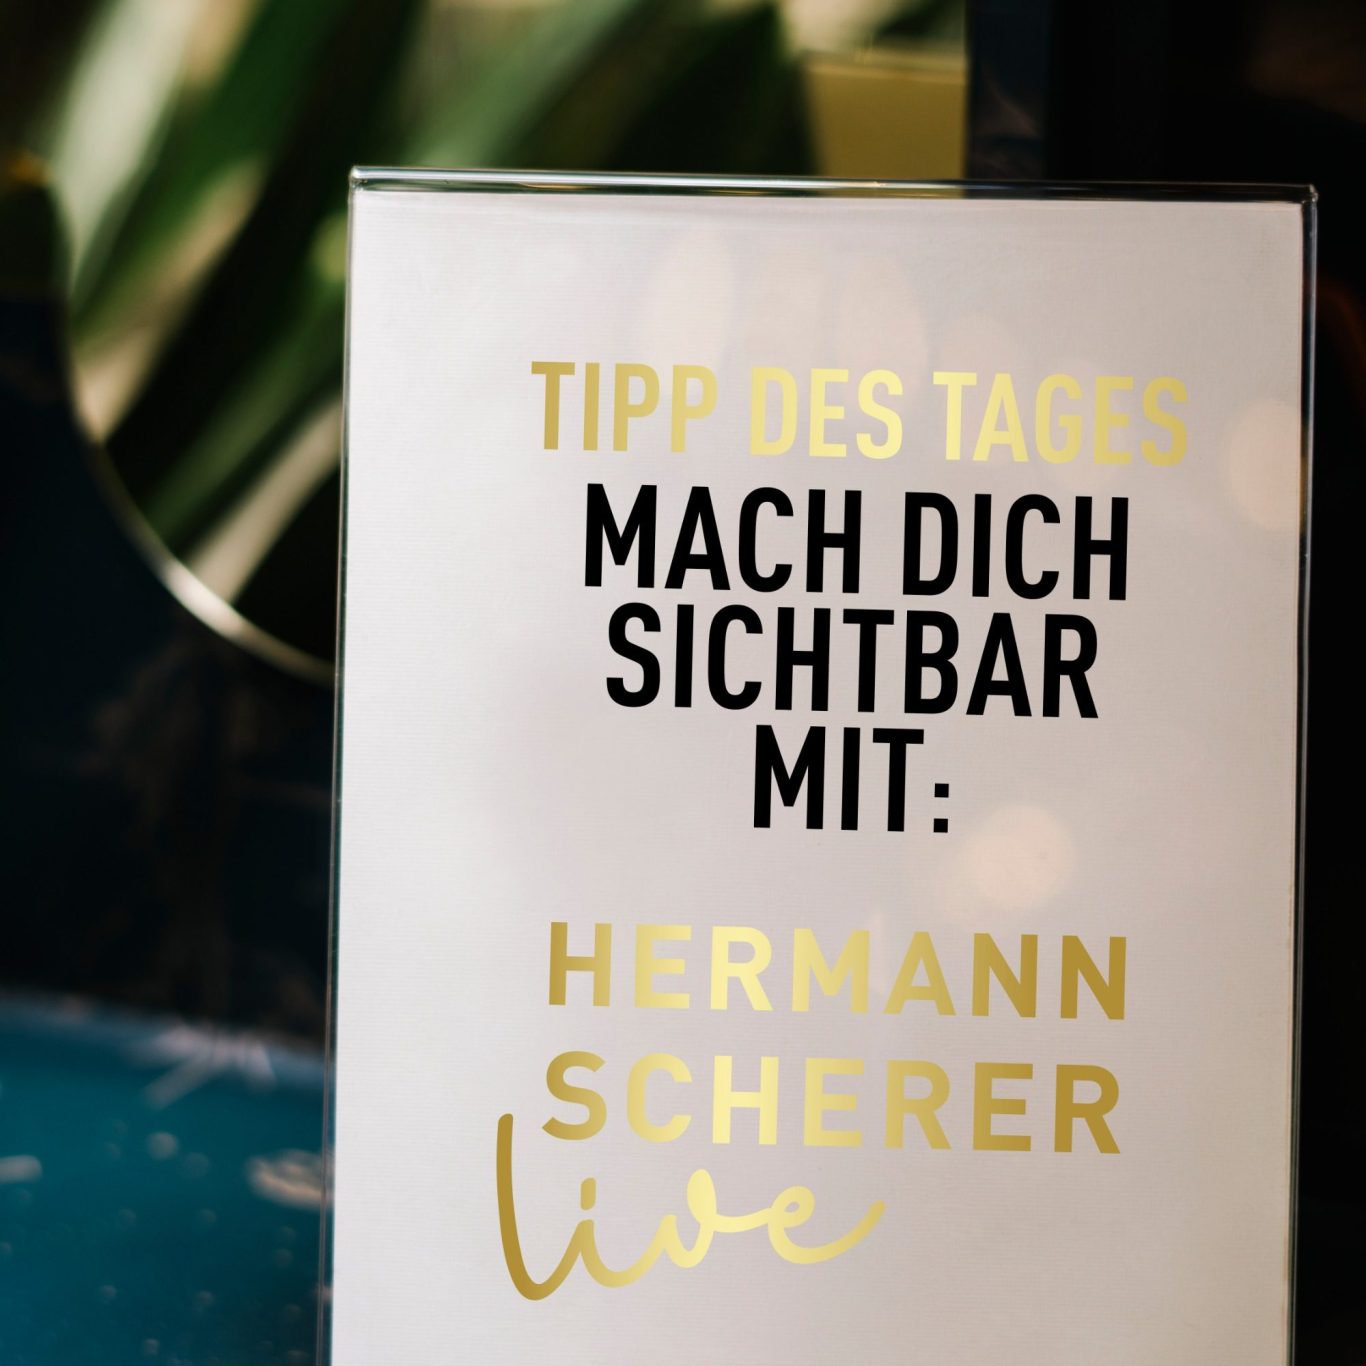 TIPP DES TAGES
MACH DICH
SICHTBAR
MIT:
HERMANN
SCHERER
live